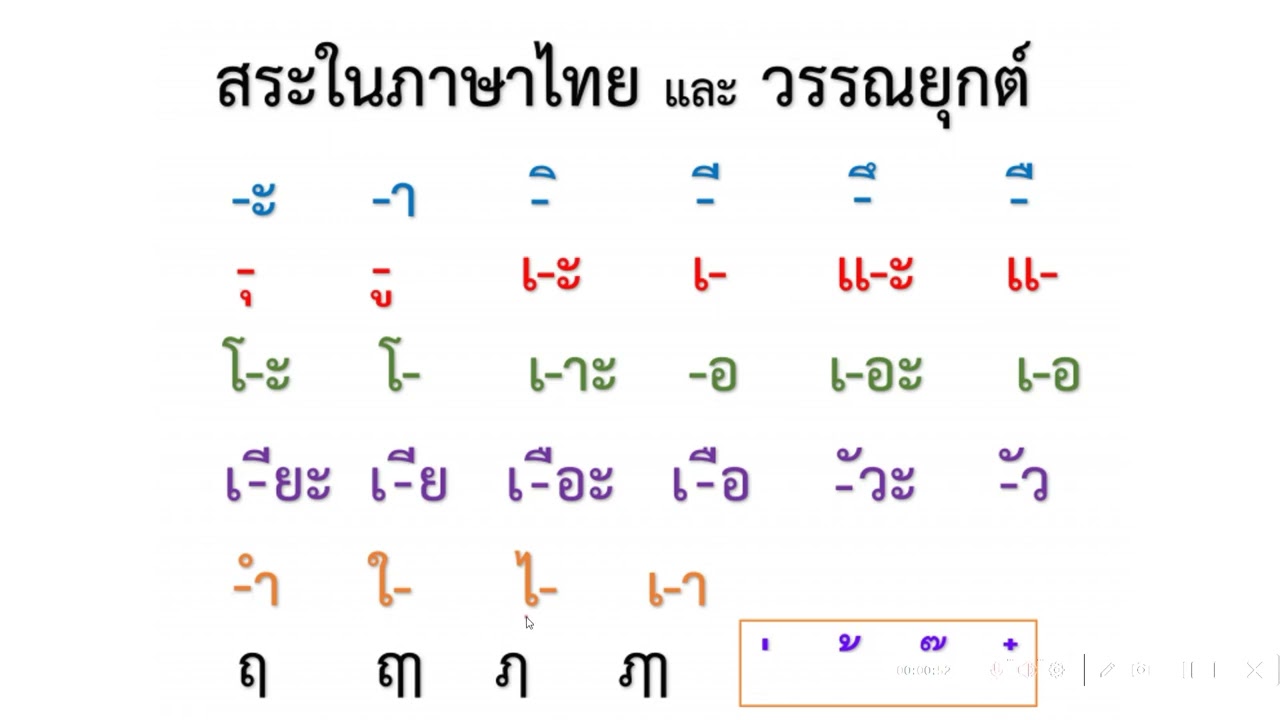 สระในภาษาไทย และ วรรณยุกต์
-ะ -า -ิ -ี -ึ -ื
-ุ -ู เ-ะ เ- แ-ะ แ-
โ-ะ โ- เ-าะ -อ เ-อะ เ-อ
เ-ียะ เ-ีย เ-ือะ เ-ือ -ัวะ -ัว
-ำ ใ- ไ- เ-า
่ ้ ๊ ๋
ฤ ฤๅ ฦ ฦๅ
00:00:52